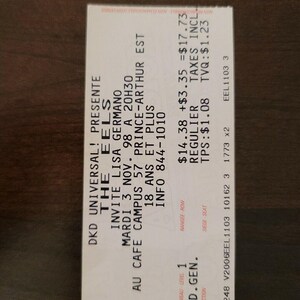 DKD UNIVERSAL! PRESENTE
THE EELS
INVITE LISA GERMANO
MARDI, 3 NOV. 98 A 20H30
AU CAFE CAMPUS 57 PRINCE-ARTHUR EST
18 ANS ET PLUS
INFO 844-1010
$14.38 +$3.35 =$17.73
REGULIER TAXES INCL.
TPS:$1.08 TVQ:$1.23
1
D.GEN.
EEL1103 3
248 V2006EEL1103 10162 3 1773 x2